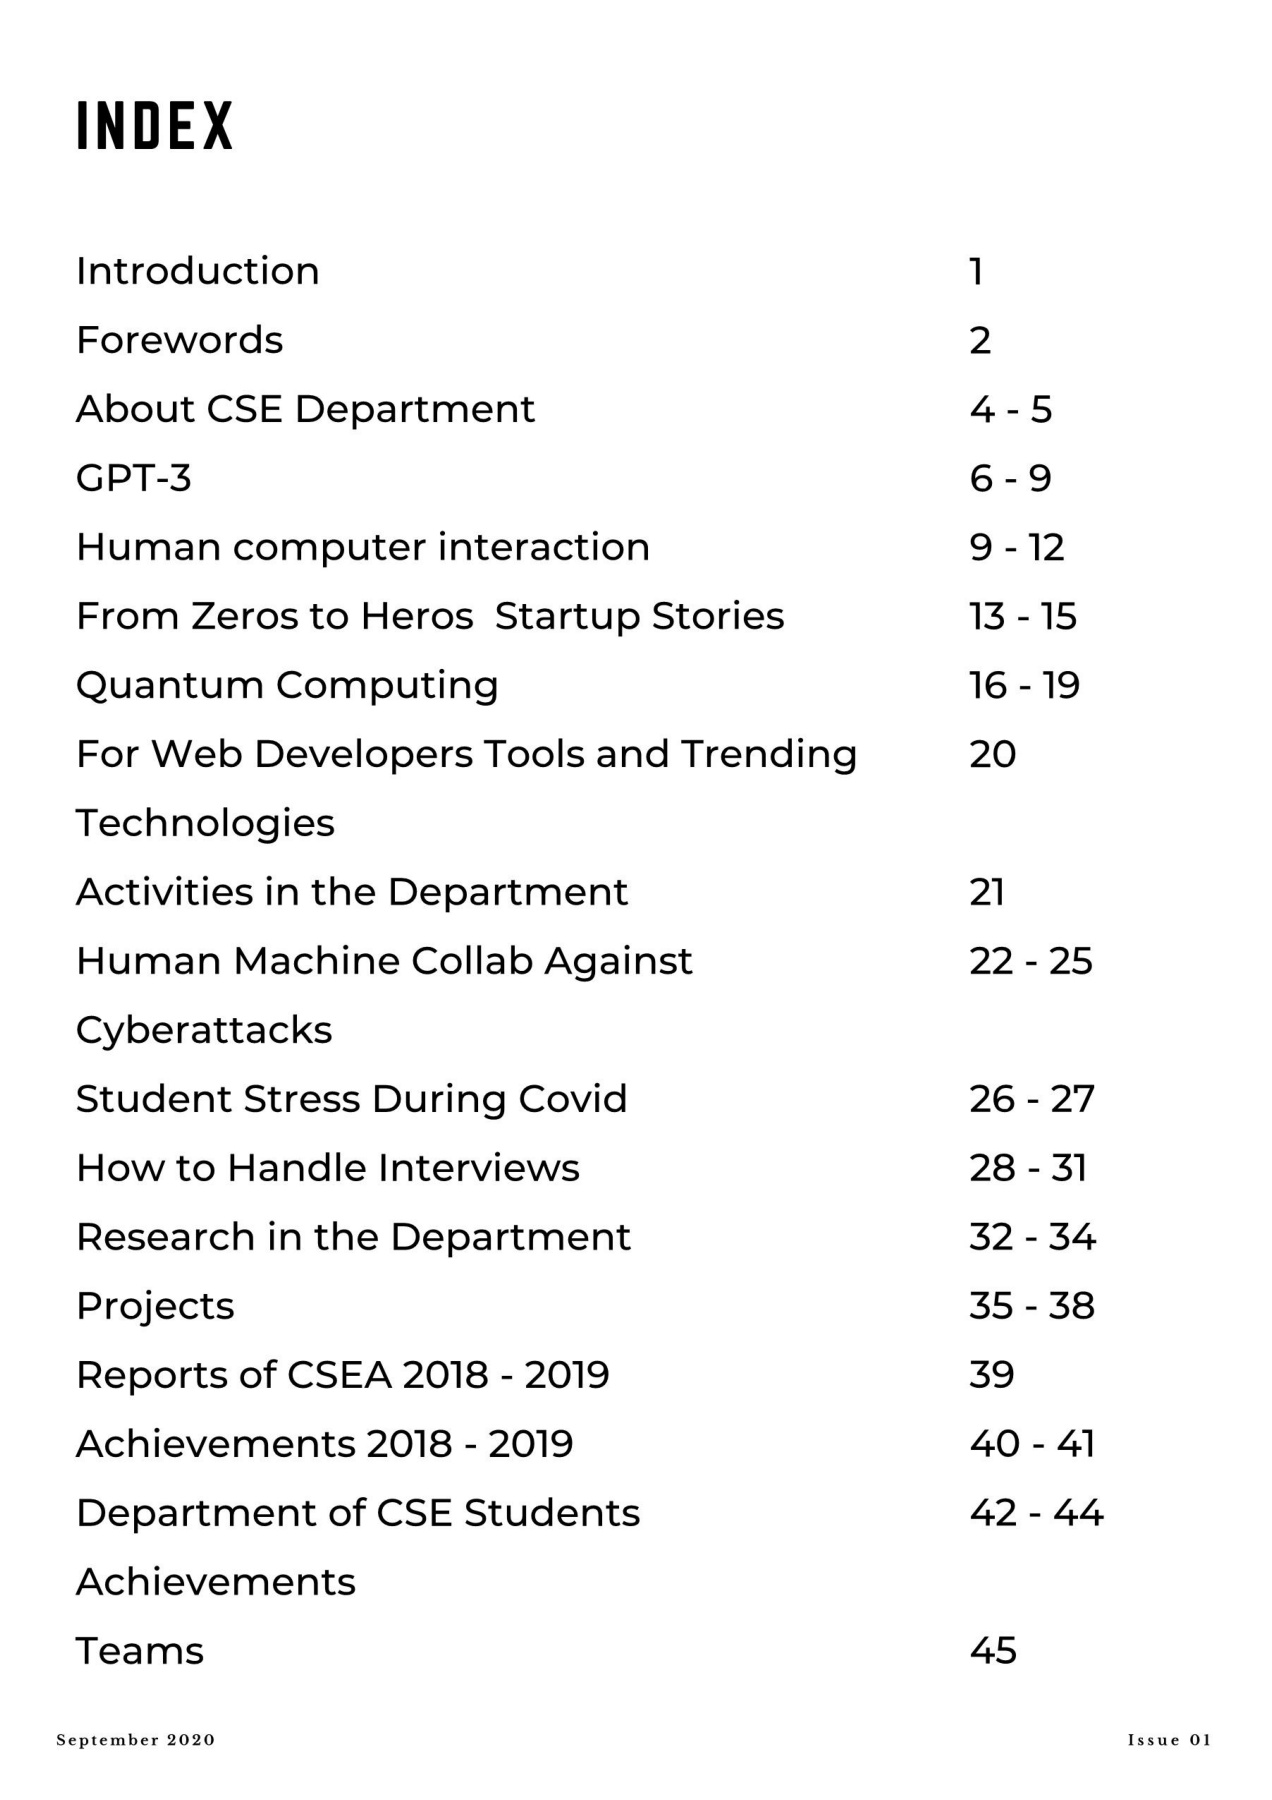 INDEX
Introduction 1
Forewords 2
About CSE Department 4 - 5
GPT-3 6 - 9
Human computer interaction 9 - 12
From Zeros to Heros  Startup Stories 13 - 15
Quantum Computing 16 - 19
For Web Developers Tools and Trending 20
Technologies
Activities in the Department 21
Human Machine Collab Against 22 - 25
Cyberattacks
Student Stress During Covid 26 - 27
How to Handle Interviews 28 - 31
Research in the Department 32 - 34
Projects 35 - 38
Reports of CSEA 2018 - 2019 39
Achievements 2018 - 2019 40 - 41
Department of CSE Students 42 - 44
Achievements
Teams 45
September 2020 Issue 01